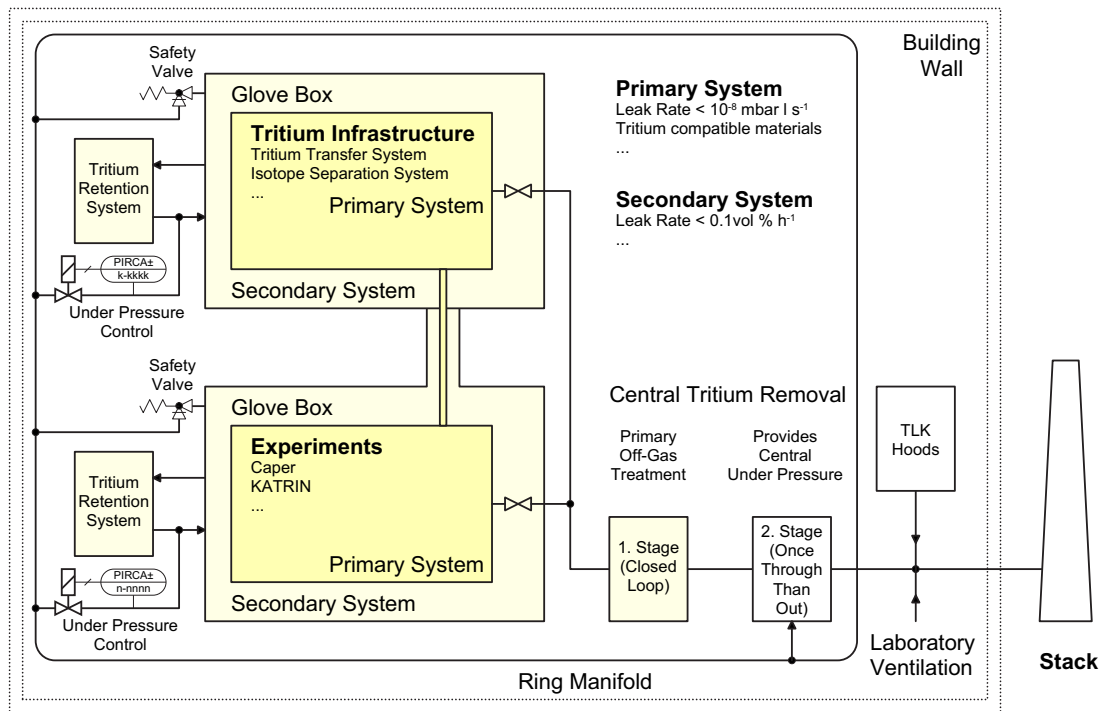 Building
Wall
Safety
Valve
Glove Box
Tritium Infrastructure
Tritium Transfer System
Isotope Separation System
...
Primary System
Secondary System
Tritium
Retention
System
PIRCA±
k-kkkk
Under Pressure
Control
Primary System
Leak Rate < 10⁻⁸ mbar l s⁻¹
Tritium compatible materials
...
Secondary System
Leak Rate < 0.1vol % h⁻¹
...
Safety
Valve
Glove Box
Experiments
Caper
KATRIN
...
Primary System
Secondary System
Tritium
Retention
System
PIRCA±
n-nnnn
Under Pressure
Control
Central Tritium Removal
Primary
Off-Gas
Treatment
Provides
Central
Under Pressure
1. Stage
(Closed
Loop)
2. Stage
(Once
Through
Than
Out)
TLK
Hoods
Laboratory
Ventilation
Stack
Ring Manifold